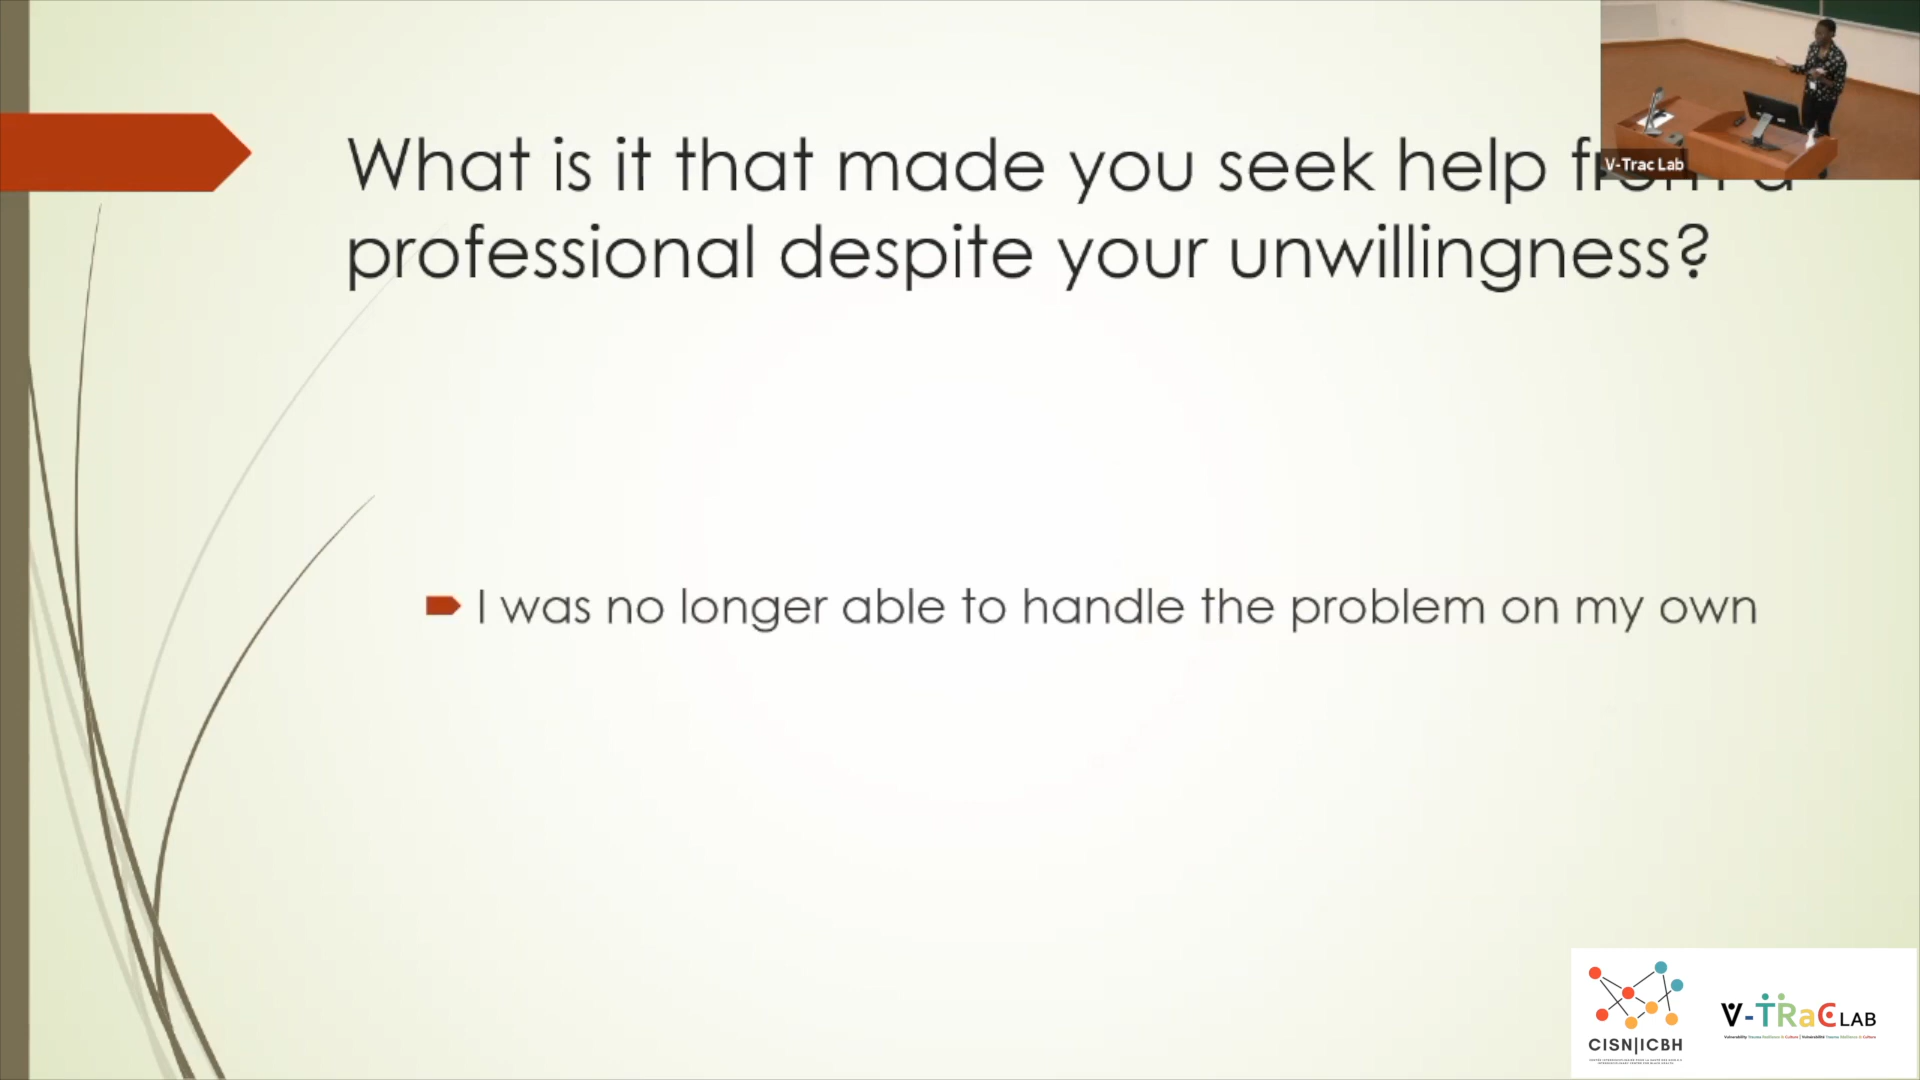 What is it that made you seek help from a
professional despite your unwillingness?
V-Trac Lab
I was no longer able to handle the problem on my own
CISN|ICBH
V-TRaC LAB